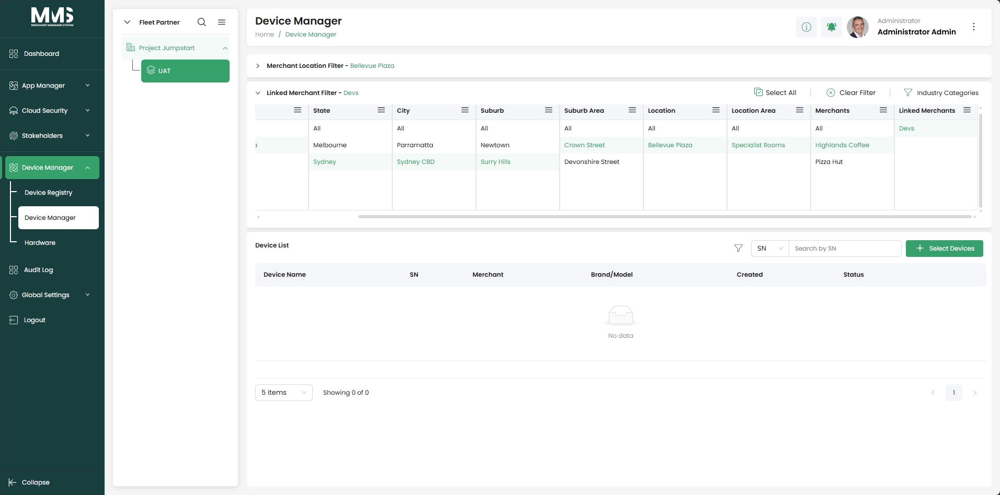 MMS
MERCHANT MANAGER SYSTEM
Dashboard
App Manager
Cloud Security
Stakeholders
Device Manager
Device Registry
Device Manager
Hardware
Audit Log
Global Settings
Logout
Collapse
Fleet Partner
Project Jumpstart
UAT
Device Manager
Home / Device Manager
Administrator
Administrator Admin
Merchant Location Filter - Bellevue Plaza
Linked Merchant Filter - Devs
Select All
Clear Filter
Industry Categories
State City Suburb Suburb Area Location Location Area Merchants Linked Merchants
All All All All All All All Devs
Melbourne Parramatta Newtown Crown Street Bellevue Plaza Specialist Rooms Highlands Coffee
Sydney Sydney CBD Surry Hills Devonshire Street Pizza Hut
Device List
SN
Search by SN
+ Select Devices
Device Name SN Merchant Brand/Model Created Status
No data
5 items
Showing 0 of 0
< 1 >